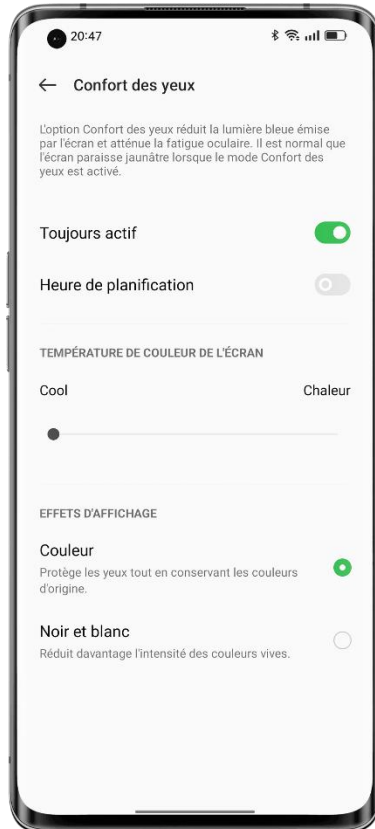 20:47
Confort des yeux
L'option Confort des yeux réduit la lumière bleue émise
par l'écran et atténue la fatigue oculaire. Il est normal que
l'écran paraisse jaunâtre lorsque le mode Confort des
yeux est activé.
Toujours actif
Heure de planification
TEMPÉRATURE DE COULEUR DE L'ÉCRAN
Cool Chaleur
EFFETS D'AFFICHAGE
Couleur
Protège les yeux tout en conservant les couleurs
d'origine.
Noir et blanc
Réduit davantage l'intensité des couleurs vives.